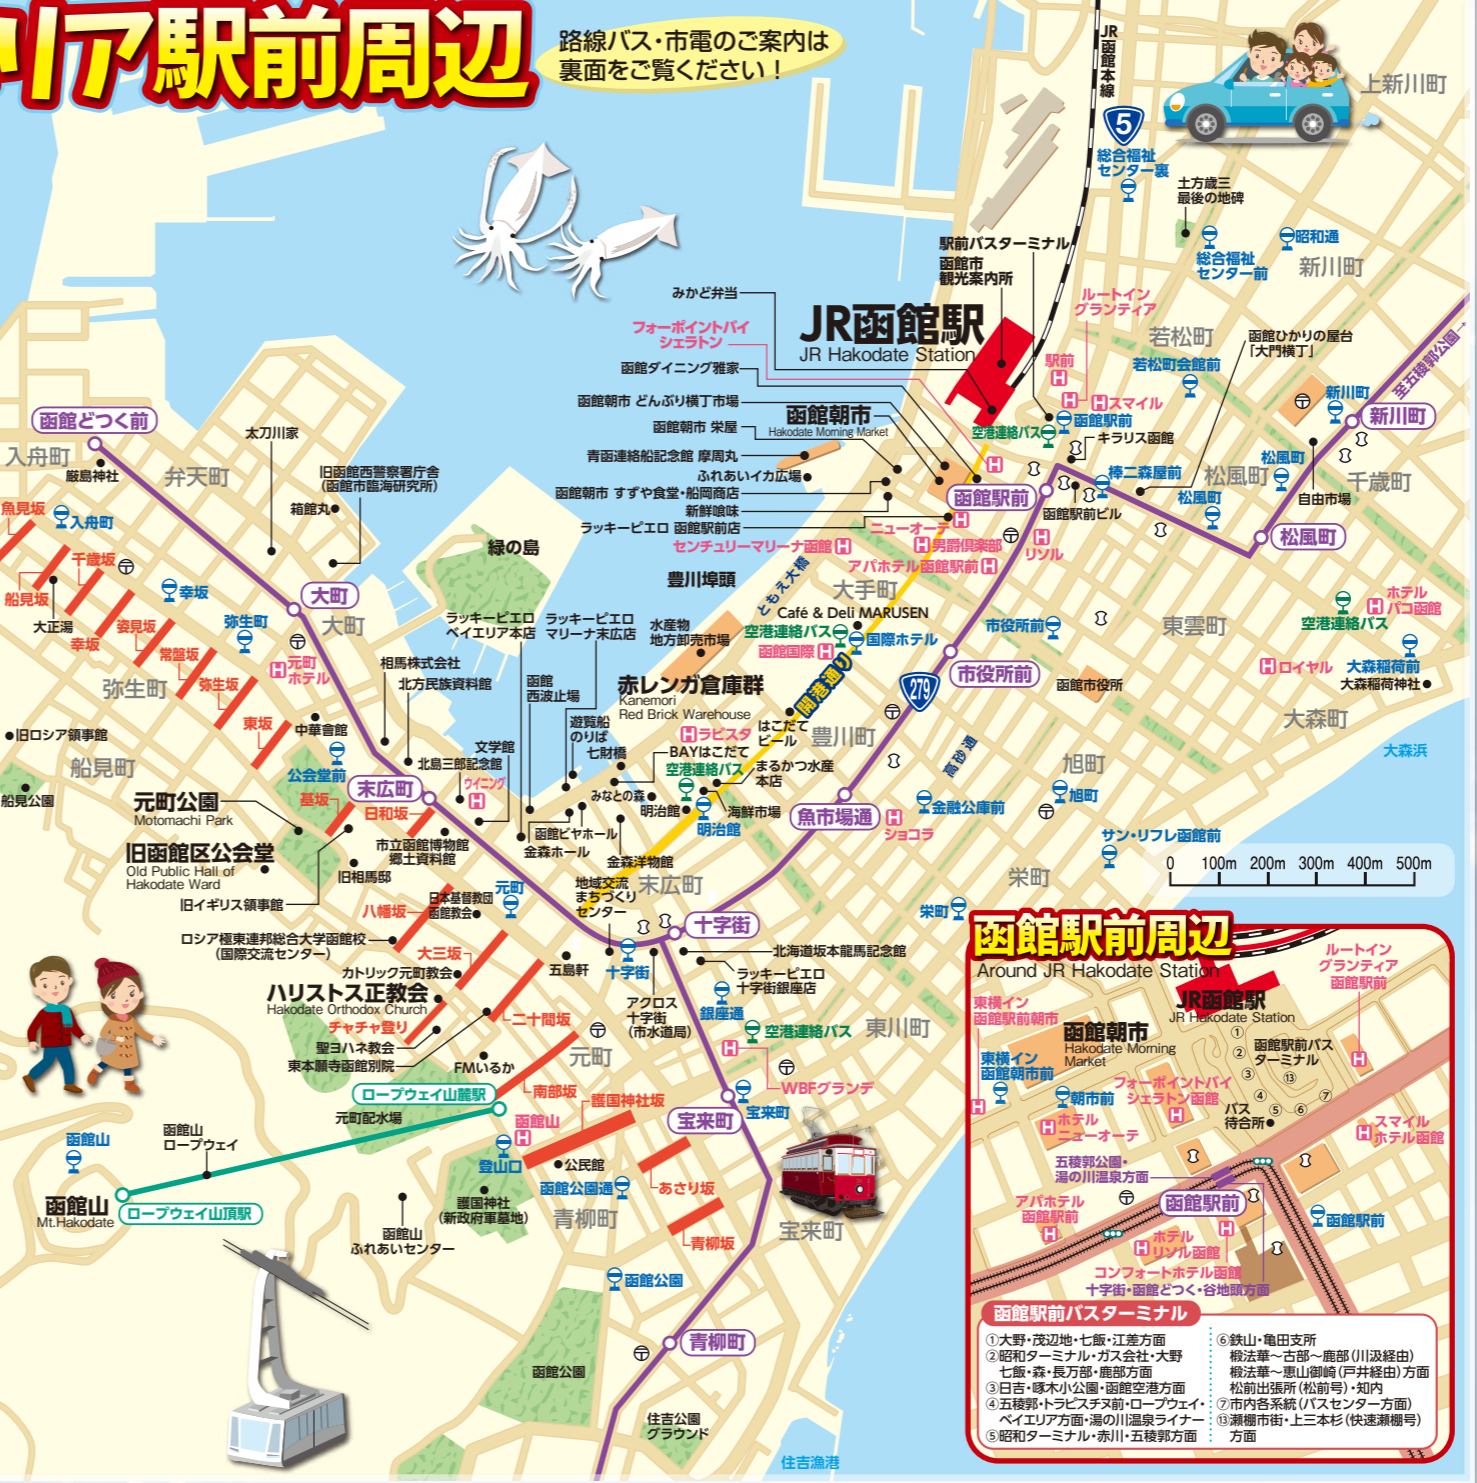 リア駅前周辺
路線バス・市電のご案内は
裏面をご覧ください！
JR函館本線
5
上新川町
総合福祉
センター裏
土方歳三
最後の地碑
総合福祉
センター前
昭和通
新川町
駅前バスターミナル
函館市
観光案内所
みかど弁当
フォーポイントバイ
シェラトン
JR函館駅
JR Hakodate Station
ルートイン
グランティア
若松町
若松町会館前
函館ひかりの屋台
「大門横丁」
至五稜郭公園→
函館ダイニング雅家
函館朝市 どんぶり横丁市場
函館朝市
Hakodate Morning Market
函館朝市 栄屋
青函連絡船記念館 摩周丸
ふれあいイカ広場
函館朝市 すずや食堂・船岡商店
新鮮喰味
ラッキーピエロ 函館駅前店
駅前
H
スマイル
函館駅前
空港連絡バス
キラリス函館
棒二森屋前
松風町
松風町
松風町
新川町
新川町
自由市場
千歳町
函館駅前
函館駅前ビル
松風町
ニューオーテ
センチュリーマリーナ函館
男爵倶楽部
アパホテル函館駅前
リソル
函館どつく前
入舟町
厳島神社
弁天町
太刀川家
旧函館西警察署庁舎
(函館市臨海研究所)
箱館丸
魚見坂
入舟町
千歳坂
船見坂
大正湯
幸坂
幸坂
姿見坂
弥生町
常盤坂
大町
大町
元町
ホテル
弥生町
弥生坂
東坂
緑の島
豊川埠頭
ともえ大橋
大手町
Café & Deli MARUSEN
空港連絡バス
国際ホテル
函館国際
開港通り
市役所前
市役所前
函館市役所
279
東雲町
空港連絡バス
ホテル
パコ函館
ロイヤル
大森稲荷前
大森稲荷神社
大森町
大森浜
ラッキーピエロ
ベイエリア本店
ラッキーピエロ
マリーナ末広店
水産物
地方卸売市場
相馬株式会社
北方民族資料館
函館
西波止場
赤レンガ倉庫群
Kanemori
Red Brick Warehouse
ラビスタ
はこだて
ビール
豊川町
遊覧船
のりば
七財橋
BAYはこだて
空港連絡バス
まるかつ水産
本店
みなとの森
明治館
明治館
海鮮市場
中華會館
旧ロシア領事館
船見町
船見公園
公会堂前
末広町
北島三郎記念館
文学館
ウイニング
基坂
日和坂
元町公園
Motomachi Park
旧函館区公会堂
Old Public Hall of
Hakodate Ward
市立函館博物館
郷土資料館
旧相馬邸
旧イギリス領事館
函館ビヤホール
金森ホール
金森洋物館
魚市場通
ショコラ
高砂通
旭町
旭町
金融公庫前
サン・リフレ函館前
0 100m 200m 300m 400m 500m
栄町
栄町
地域交流
まちづくり
センター
末広町
十字街
日本基督教団
函館教会
元町
八幡坂
ロシア極東連邦総合大学函館校
(国際交流センター)
大三坂
カトリック元町教会
ハリストス正教会
Hakodate Orthodox Church
チャチャ登り
聖ヨハネ教会
東本願寺函館別院
二十間坂
五島軒
十字街
アクロス
十字街
(市水道局)
北海道坂本龍馬記念館
ラッキーピエロ
十字街銀座店
銀座通
空港連絡バス
東川町
WBFグランデ
元町
FMいるか
南部坂
ロープウェイ山麓駅
元町配水場
護国神社坂
函館山
登山口
公民館
函館公園通
宝来町
宝来町
宝来町
函館山
函館山
ロープウェイ
函館山
Mt.Hakodate
ロープウェイ山頂駅
護国神社
(新政府軍墓地)
函館山
ふれあいセンター
青柳町
あさり坂
青柳坂
函館公園
函館公園
青柳町
住吉公園
グラウンド
住吉漁港
函館駅前周辺
Around JR Hakodate Station
ルートイン
グランティア
函館駅前
東横イン
函館駅前朝市
JR函館駅
JR Hakodate Station
函館朝市
Hakodate Morning
Market
函館駅前バス
ターミナル
東横イン
函館朝市前
朝市前
フォーポイントバイ
シェラトン函館
ホテル
ニューオーテ
①
②
③
④
⑤
⑥
⑦
⑬
バス
待合所
スマイル
ホテル函館
五稜郭公園・
湯の川温泉方面
函館駅前
アパホテル
函館駅前
ホテル
リソル函館
函館駅前
コンフォートホテル函館
十字街・函館どつく・谷地頭方面
函館駅前バスターミナル
①大野・茂辺地・七飯・江差方面
②昭和ターミナル・ガス会社・大野
七飯・森・長万部・鹿部方面
③日吉・啄木小公園・函館空港方面
④五稜郭・トラピスチヌ前・ロープウェイ・
ベイエリア方面・湯の川温泉ライナー
⑤昭和ターミナル・赤川・五稜郭方面
⑥鉄山・亀田支所
椴法華〜古部〜鹿部(川汲経由)
椴法華〜恵山御崎(戸井経由)方面
松前出張所(松前号)・知内
⑦市内各系統(バスセンター方面)
⑬瀬棚市街・上三本杉(快速瀬棚号)
方面